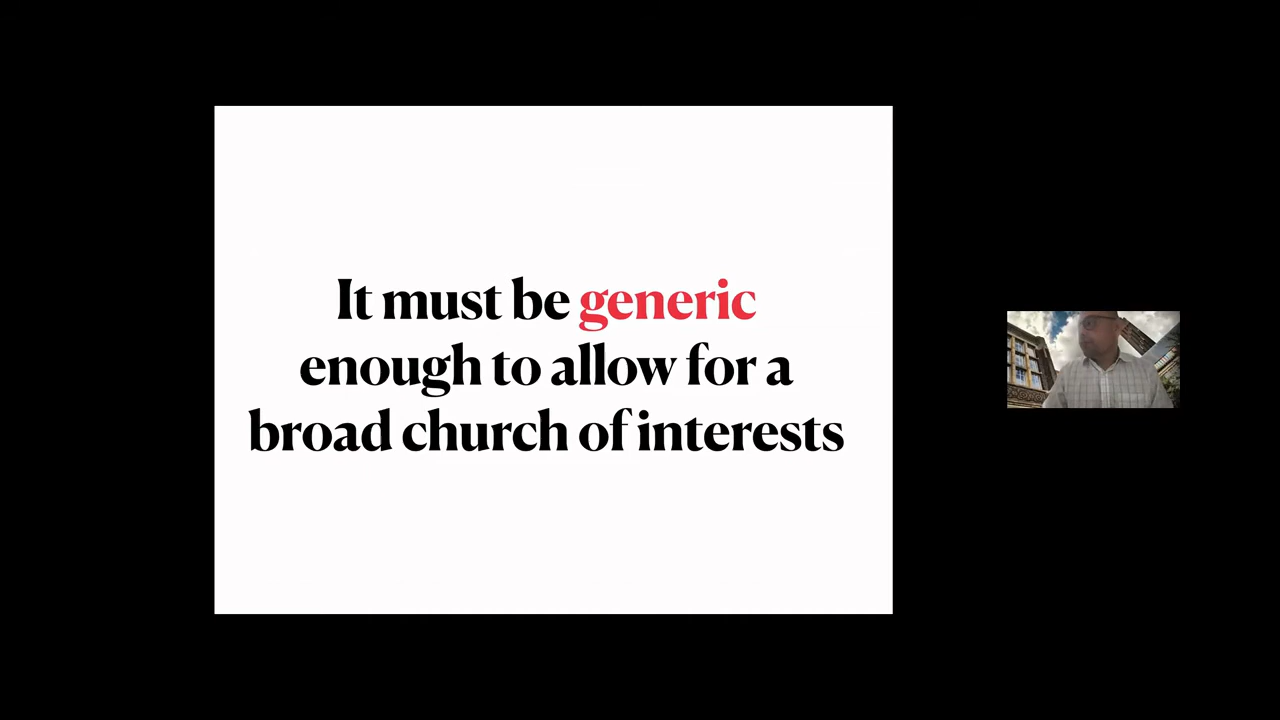 It must be generic
enough to allow for a
broad church of interests